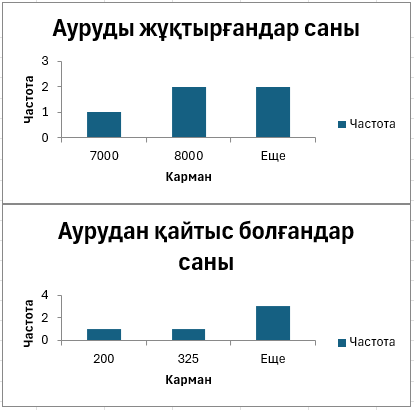 Ауруды жұқтырғандар саны
3
2
1
0
Частота
7000 8000 Еще
Карман
Частота
Аурудан қайтыс болғандар
саны
4
2
0
Частота
200 325 Еще
Карман
Частота